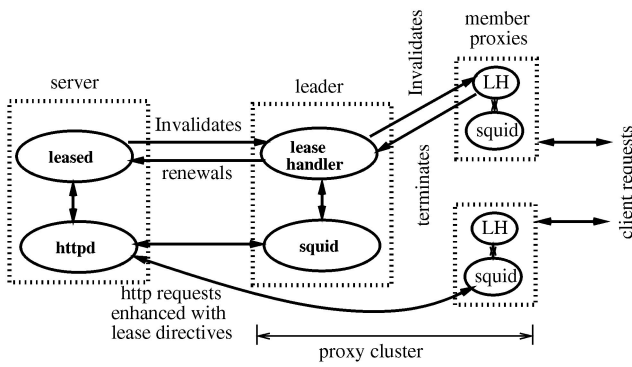 member
proxies
server
leader
Invalidates
LH
squid
Invalidates
leased
lease
handler
renewals
terminates
client requests
httpd
squid
LH
squid
http requests
enhanced with
lease directives
proxy cluster